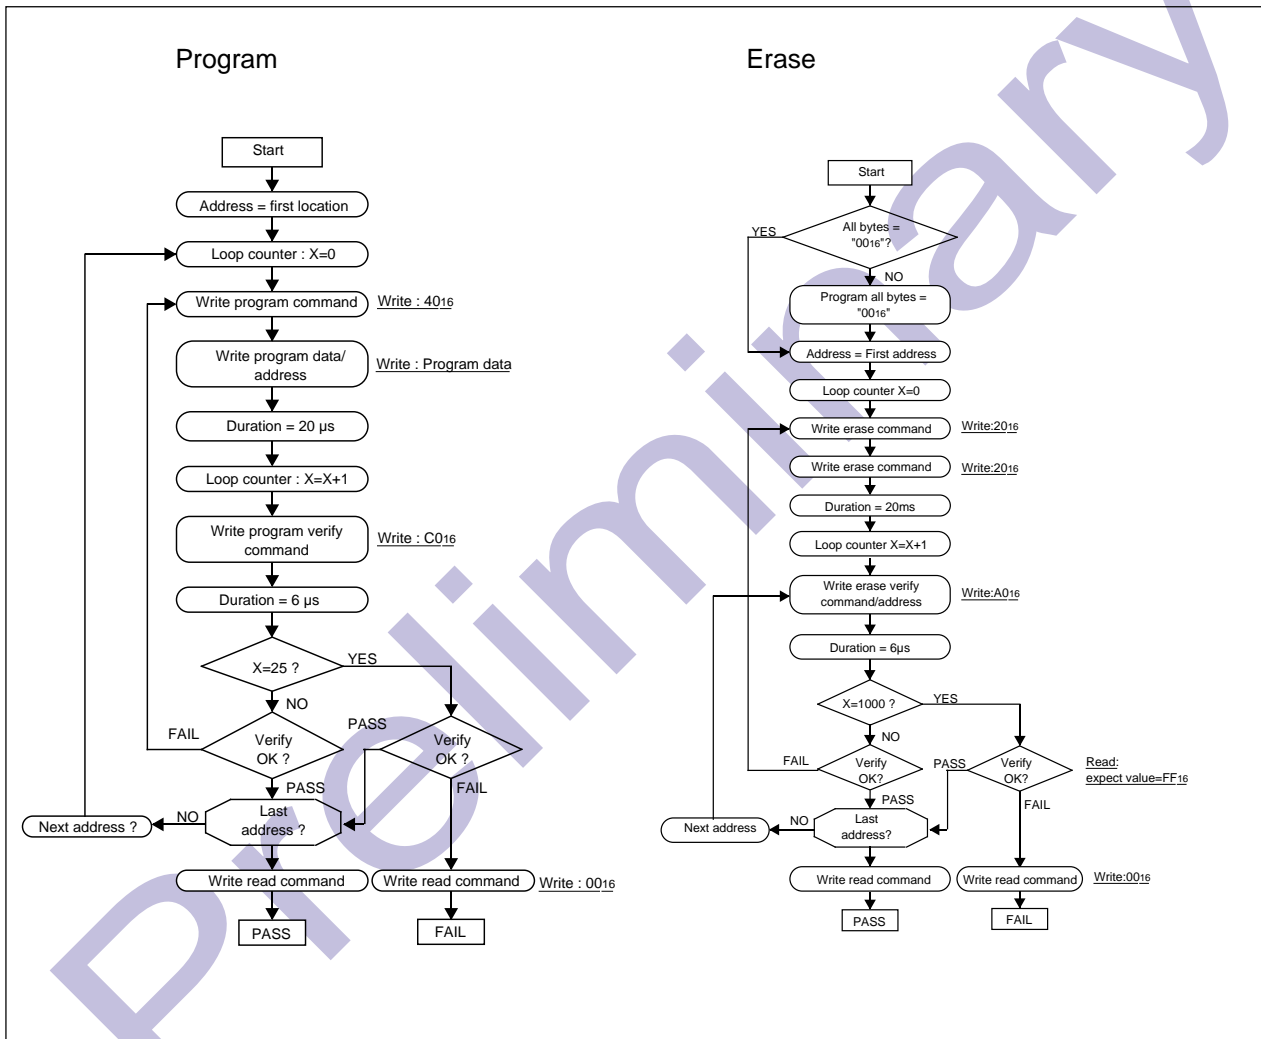 Program
Start
Address = first location
Loop counter : X=0
Write program command
Write : 4016
Write program data/
address
Write : Program data
Duration = 20 µs
Loop counter : X=X+1
Write program verify
command
Write : C016
Duration = 6 µs
X=25 ?
YES
NO
FAIL
Verify
OK ?
PASS
PASS
Verify
OK ?
FAIL
Last
address ?
NO
Next address ?
Write read command
Write read command
Write : 0016
PASS
FAIL
Erase
Start
All bytes =
"0016"?
YES
NO
Program all bytes =
"0016"
Address = First address
Loop counter X=0
Write erase command
Write:2016
Write erase command
Write:2016
Duration = 20ms
Loop counter X=X+1
Write erase verify
command/address
Write:A016
Duration = 6µs
X=1000 ?
YES
NO
FAIL
Verify
OK?
PASS
PASS
Verify
OK?
Read:
expect value=FF16
FAIL
Last
address?
NO
Next address
Write read command
Write read command
Write:0016
PASS
FAIL
Preliminary